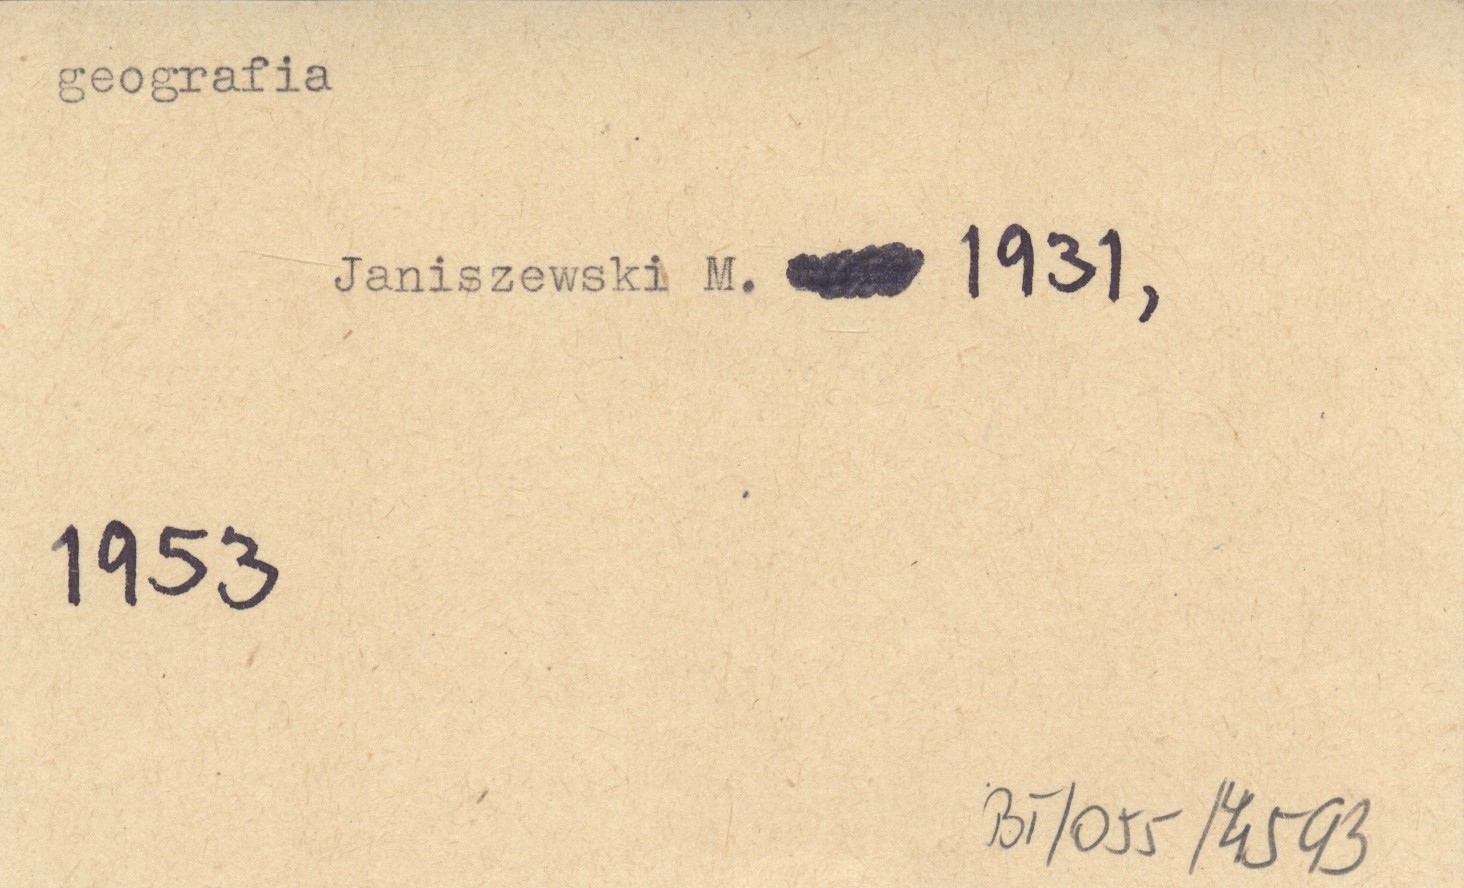 geografia
Janiszewski M. 1931,
1953
BI/055/4593